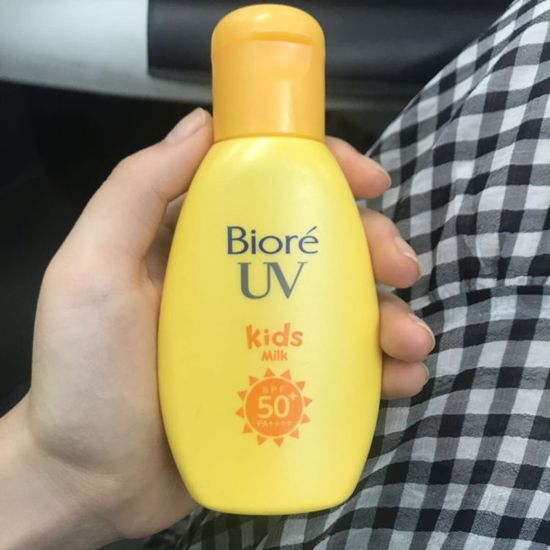 Bioré
UV
Kids
Milk
SPF
50+
PA++++